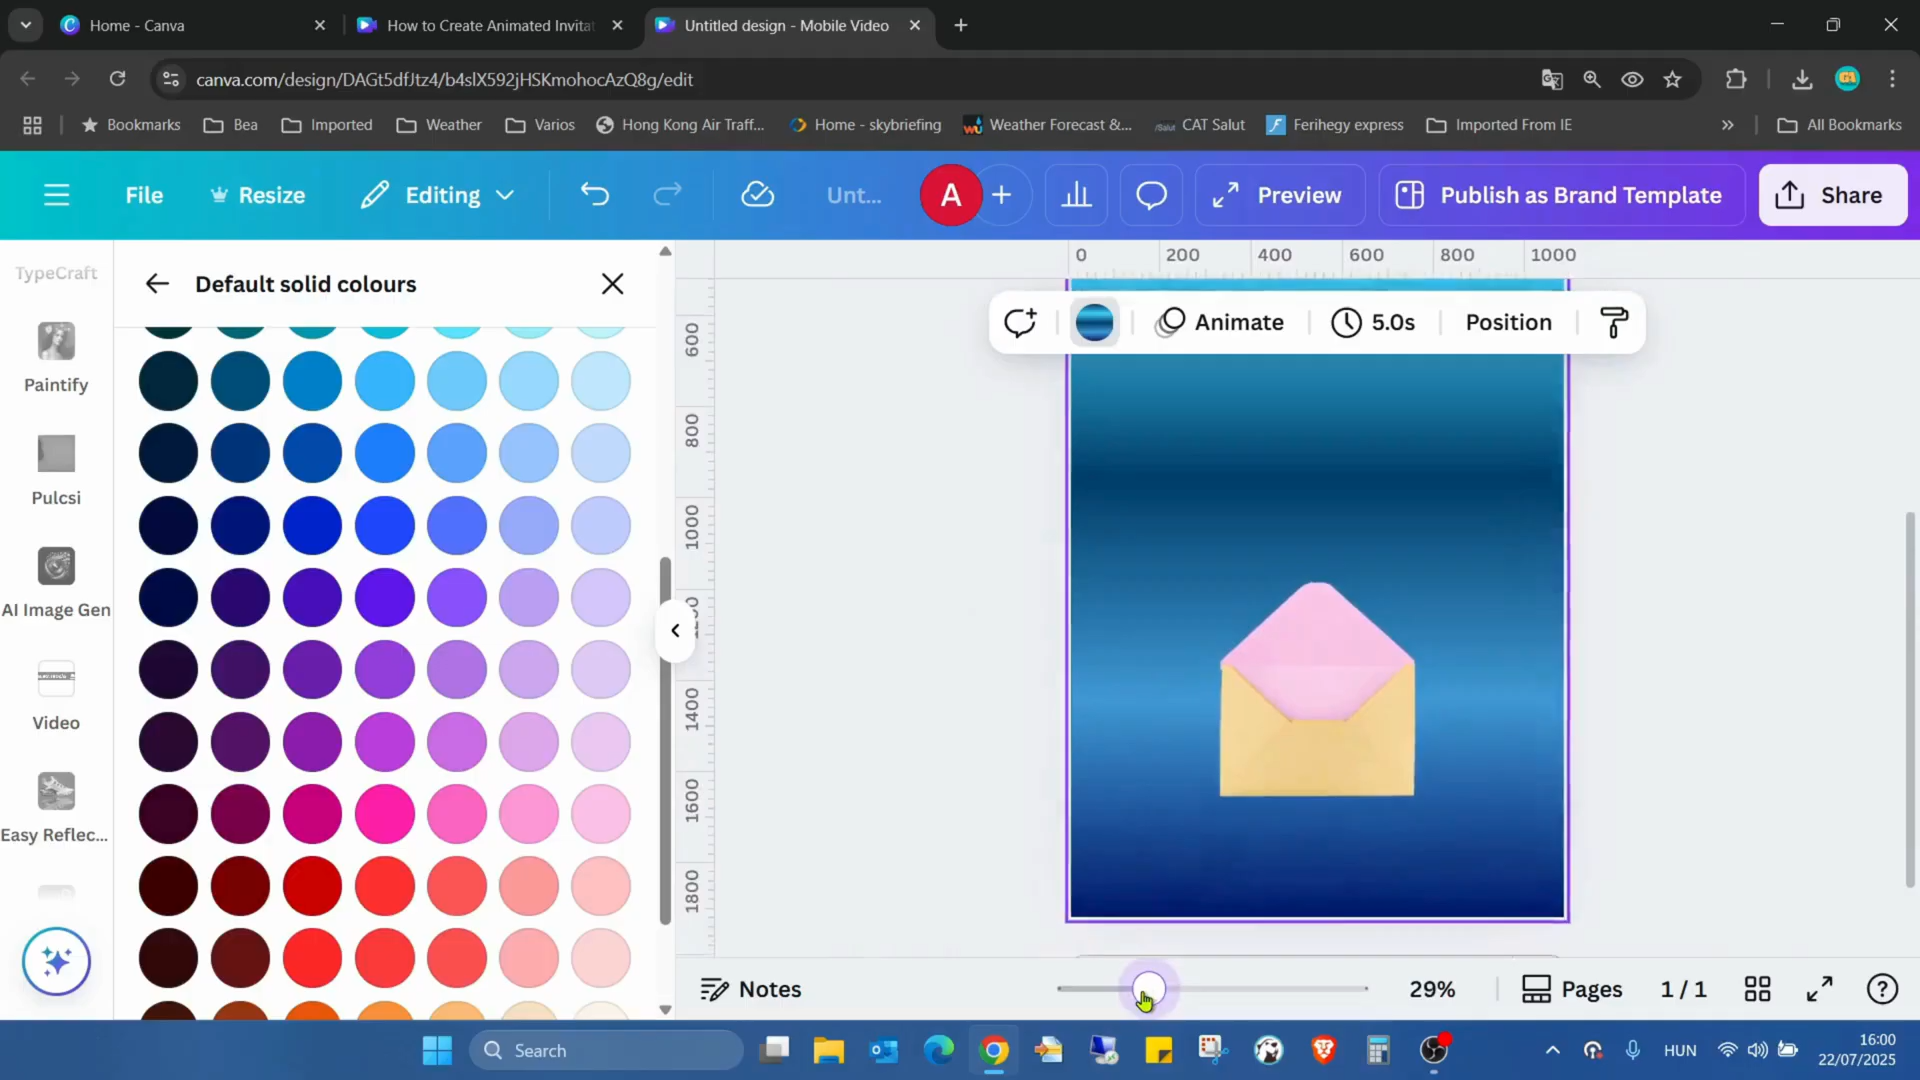 Home - Canva
How to Create Animated Invitat
Untitled design - Mobile Video
canva.com/design/DAGt5dfJtz4/b4slX592jHSKmohocAzQ8g/edit
Bookmarks
Bea
Imported
Weather
Varios
Hong Kong Air Traff...
Home - skybriefing
Weather Forecast &...
CAT Salut
Ferihegy express
Imported From IE
All Bookmarks
File
Resize
Editing
Unt...
A
Preview
Publish as Brand Template
Share
TypeCraft
Paintify
Pulcsi
AI Image Gen
Video
Easy Reflec...
Default solid colours
0 200 400 600 800 1000
600
800
1000
1400
1600
1800
Animate
5.0s
Position
Notes
29%
Pages
1 / 1
Search
HUN
16:00
22/07/2025